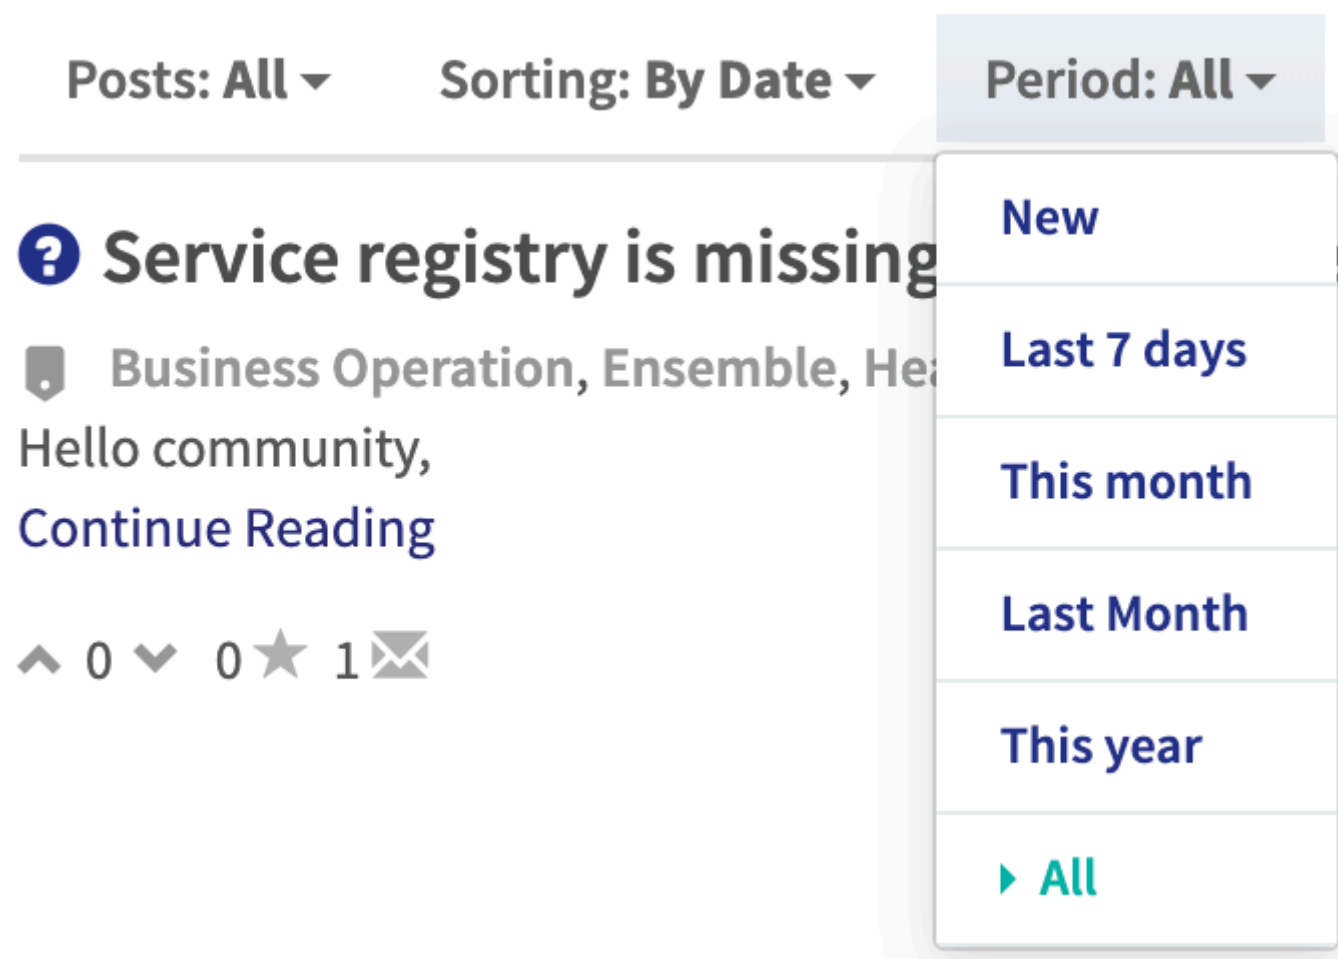 Posts: All
Sorting: By Date
Period: All
New
Last 7 days
This month
Last Month
This year
All
Service registry is missing
Business Operation, Ensemble,
Hello community,
Continue Reading
0 0 1